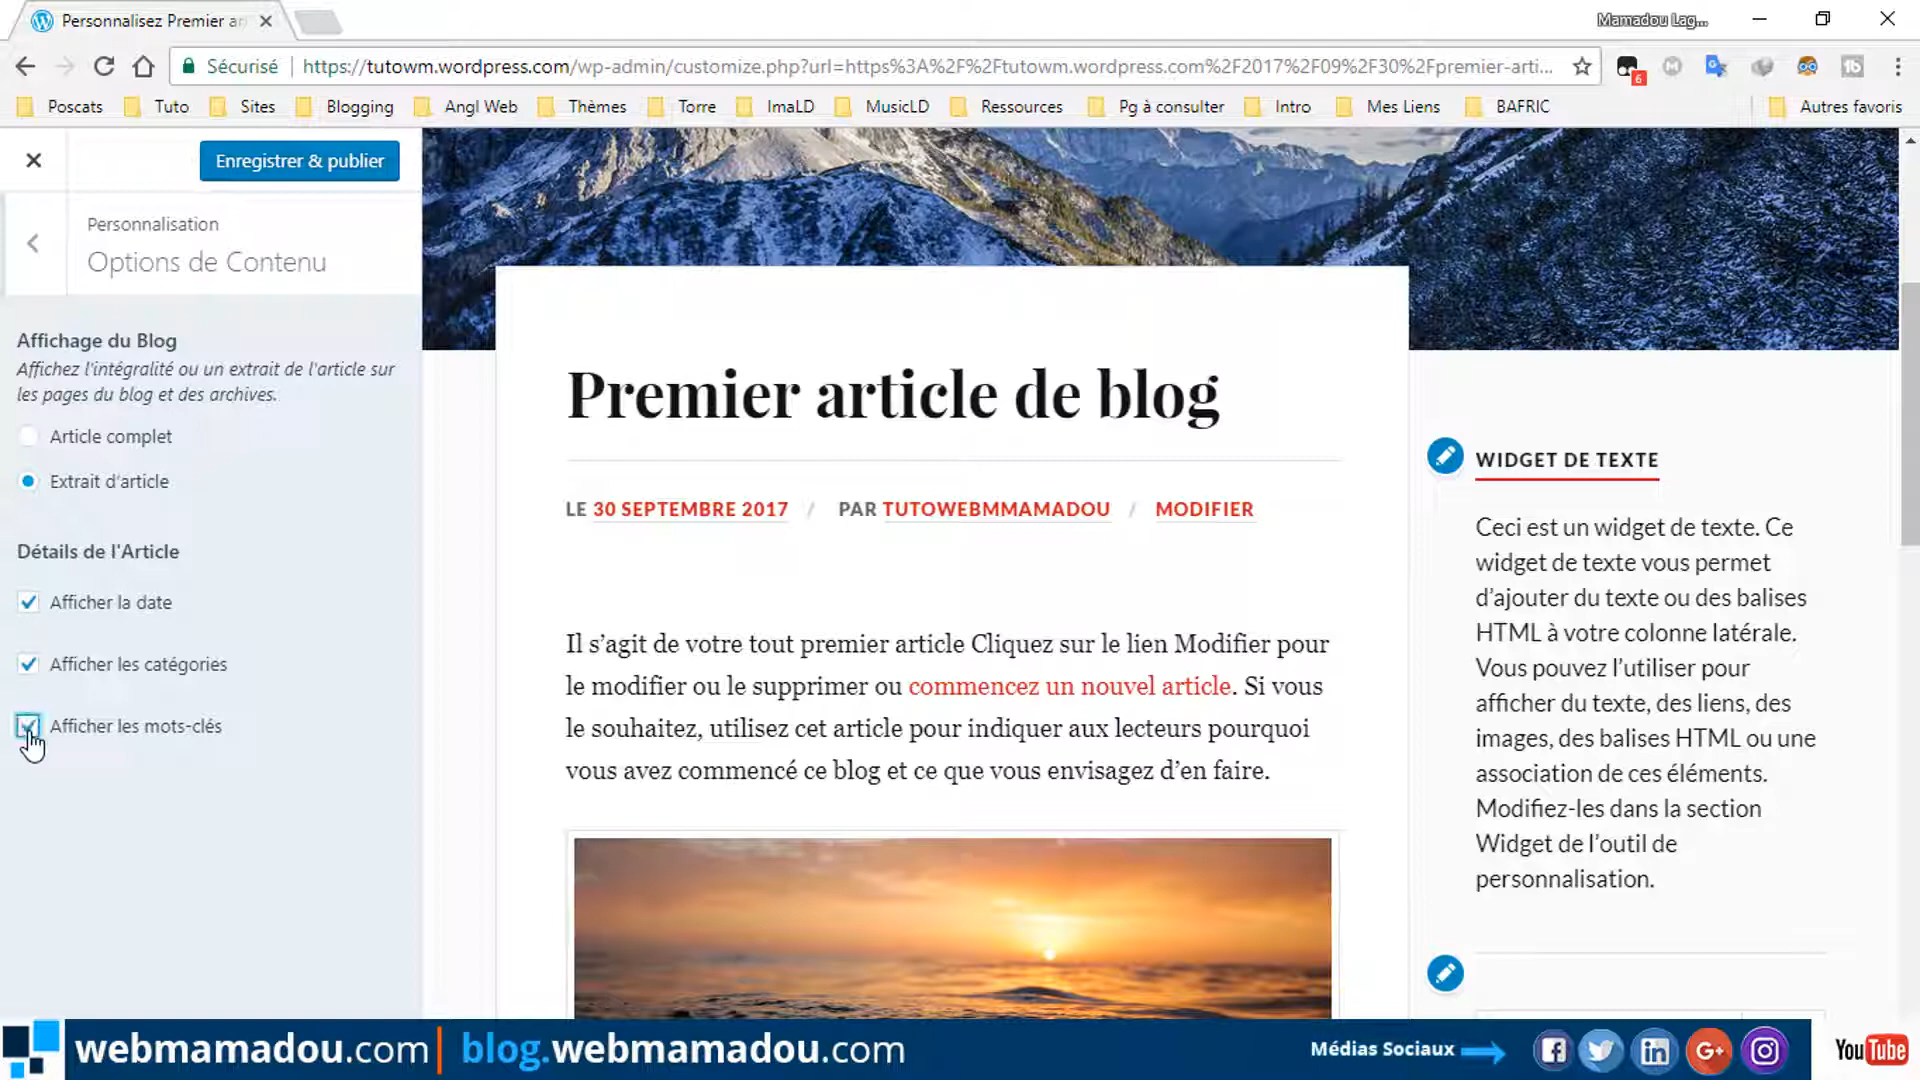 Personnalisez Premier ar
Mamadou Lag...
Sécurisé
https://tutowm.wordpress.com/wp-admin/customize.php?url=https%3A%2F%2Ftutowm.wordpress.com%2F2017%2F09%2F30%2Fpremier-arti...
6
Poscats
Tuto
Sites
Blogging
Angl Web
Thèmes
Torre
ImaLD
MusicLD
Ressources
Pg à consulter
Intro
Mes Liens
BAFRIC
Autres favoris
Enregistrer & publier
Personnalisation
Options de Contenu
Affichage du Blog
Affichez l'intégralité ou un extrait de l'article sur
les pages du blog et des archives.
Article complet
Extrait d'article
Détails de l'Article
Afficher la date
Afficher les catégories
Afficher les mots-clés
Premier article de blog
LE 30 SEPTEMBRE 2017 / PAR TUTOWEBMMAMADOU / MODIFIER
Il s’agit de votre tout premier article Cliquez sur le lien Modifier pour
le modifier ou le supprimer ou commencez un nouvel article. Si vous
le souhaitez, utilisez cet article pour indiquer aux lecteurs pourquoi
vous avez commencé ce blog et ce que vous envisagez d’en faire.
WIDGET DE TEXTE
Ceci est un widget de texte. Ce
widget de texte vous permet
d’ajouter du texte ou des balises
HTML à votre colonne latérale.
Vous pouvez l’utiliser pour
afficher du texte, des liens, des
images, des balises HTML ou une
association de ces éléments.
Modifiez-les dans la section
Widget de l’outil de
personnalisation.
webmamadou.com | blog.webmamadou.com
Médias Sociaux
YouTube